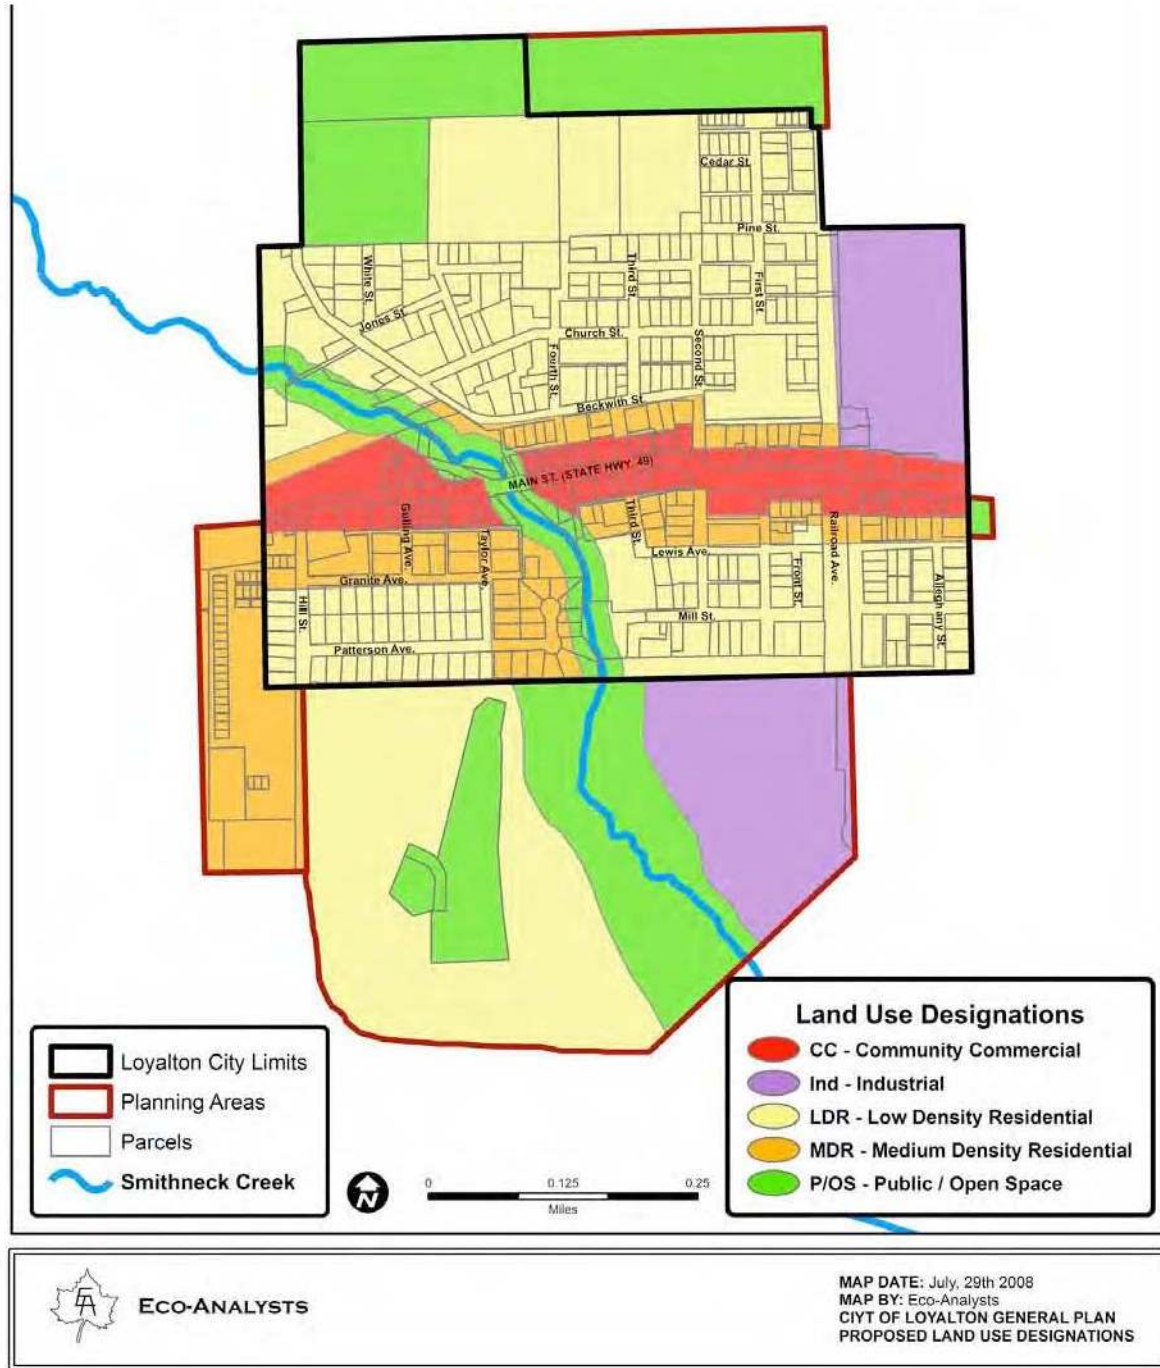 Cedar St.
Pine St.
White St.
Third St.
First St.
Jones St.
Church St.
Second St.
Fourth St.
Beckwith St.
MAIN ST. (STATE HWY. 49)
Gulling Ave.
Taylor Ave.
Third St.
Railroad Ave.
Lewis Ave.
Granite Ave.
Front St.
Alleghany St.
Hill St.
Mill St.
Patterson Ave.
Loyalton City Limits
Planning Areas
Parcels
Smithneck Creek
N
0 0.125 0.25
Miles
Land Use Designations
CC - Community Commercial
Ind - Industrial
LDR - Low Density Residential
MDR - Medium Density Residential
P/OS - Public / Open Space
EA
ECO-ANALYSTS
MAP DATE: July, 29th 2008
MAP BY: Eco-Analysts
CIYT OF LOYALTON GENERAL PLAN
PROPOSED LAND USE DESIGNATIONS